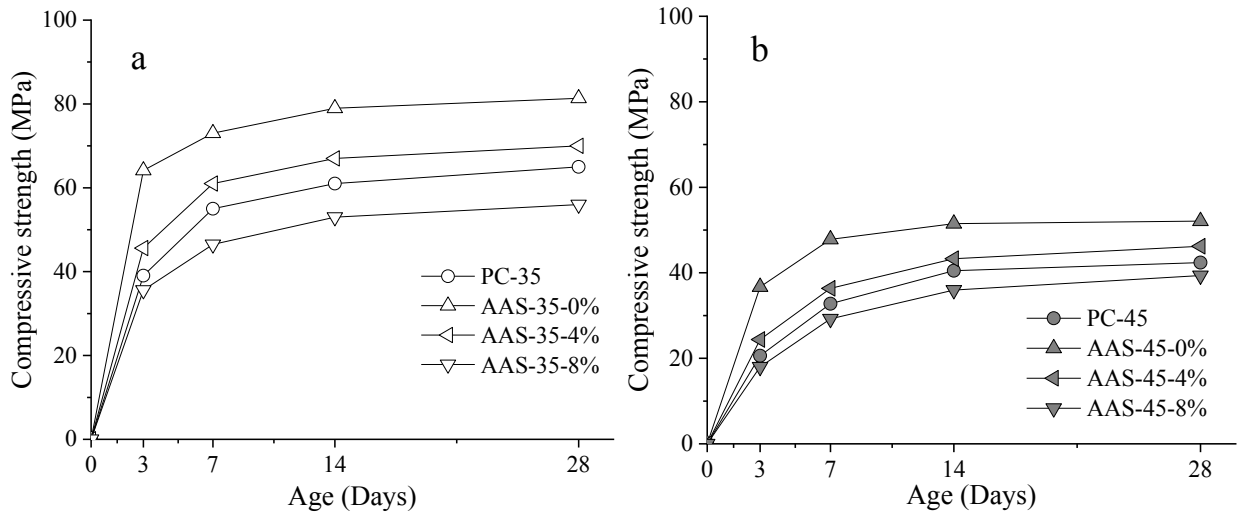 a
Compressive strength (MPa)
100
80
60
40
20
0
0 3 7 14 28
Age (Days)
PC-35
AAS-35-0%
AAS-35-4%
AAS-35-8%
b
Compressive strength (MPa)
100
80
60
40
20
0
0 3 7 14 28
Age (Days)
PC-45
AAS-45-0%
AAS-45-4%
AAS-45-8%